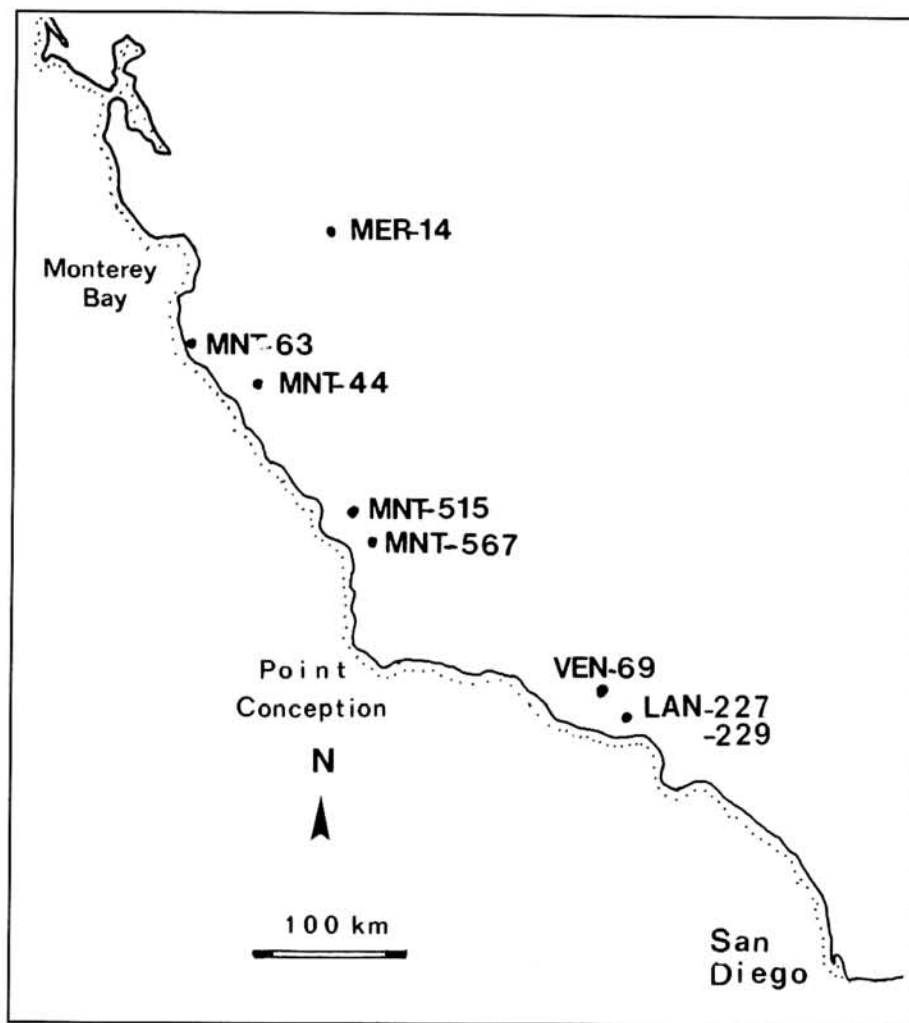 MER-14
Monterey
Bay
MNT-63
MNT-44
MNT-515
MNT-567
Point
Conception
VEN-69
LAN-227
-229
N
100 km
San
Diego